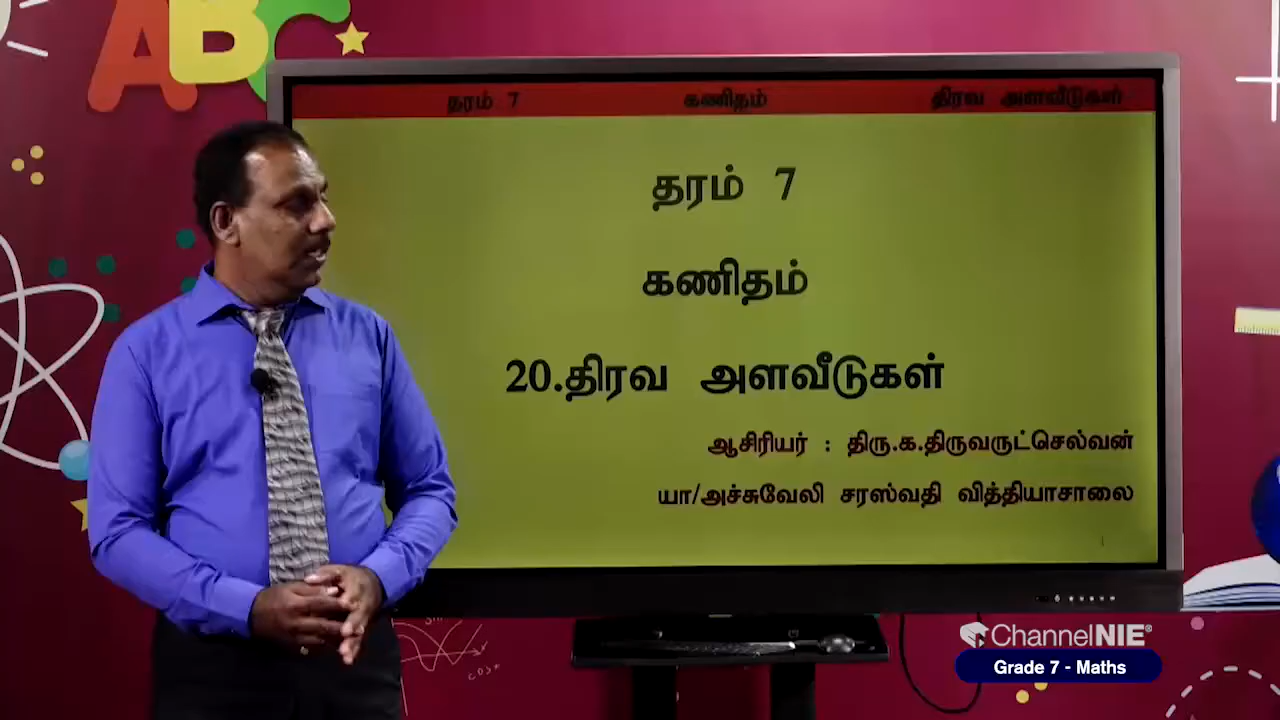 ABC
தரம் 7 கணிதம் திரவ அளவீடுகள்
தரம் 7
கணிதம்
20.திரவ அளவீடுகள்
ஆசிரியர் : திரு.க.திருவருட்செல்வன்
யா/அச்சுவேலி சரஸ்வதி வித்தியாசாலை
ChannelNIE®
Grade 7 - Maths